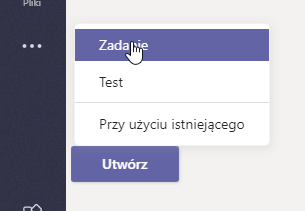 Pliki
Zadanie
Test
Przy użyciu istniejącego
Utwórz